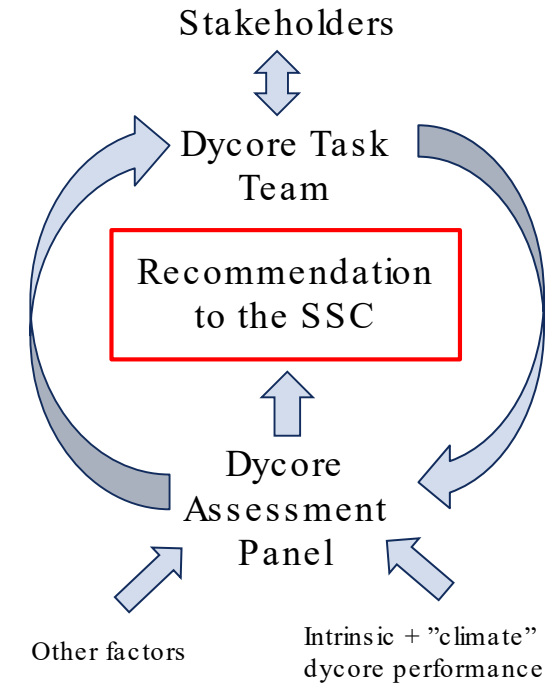 Stakeholders
Dycore Task
Team
Recommendation
to the SSC
Dycore
Assessment
Panel
Other factors
Intrinsic + ”climate”
dycore performance